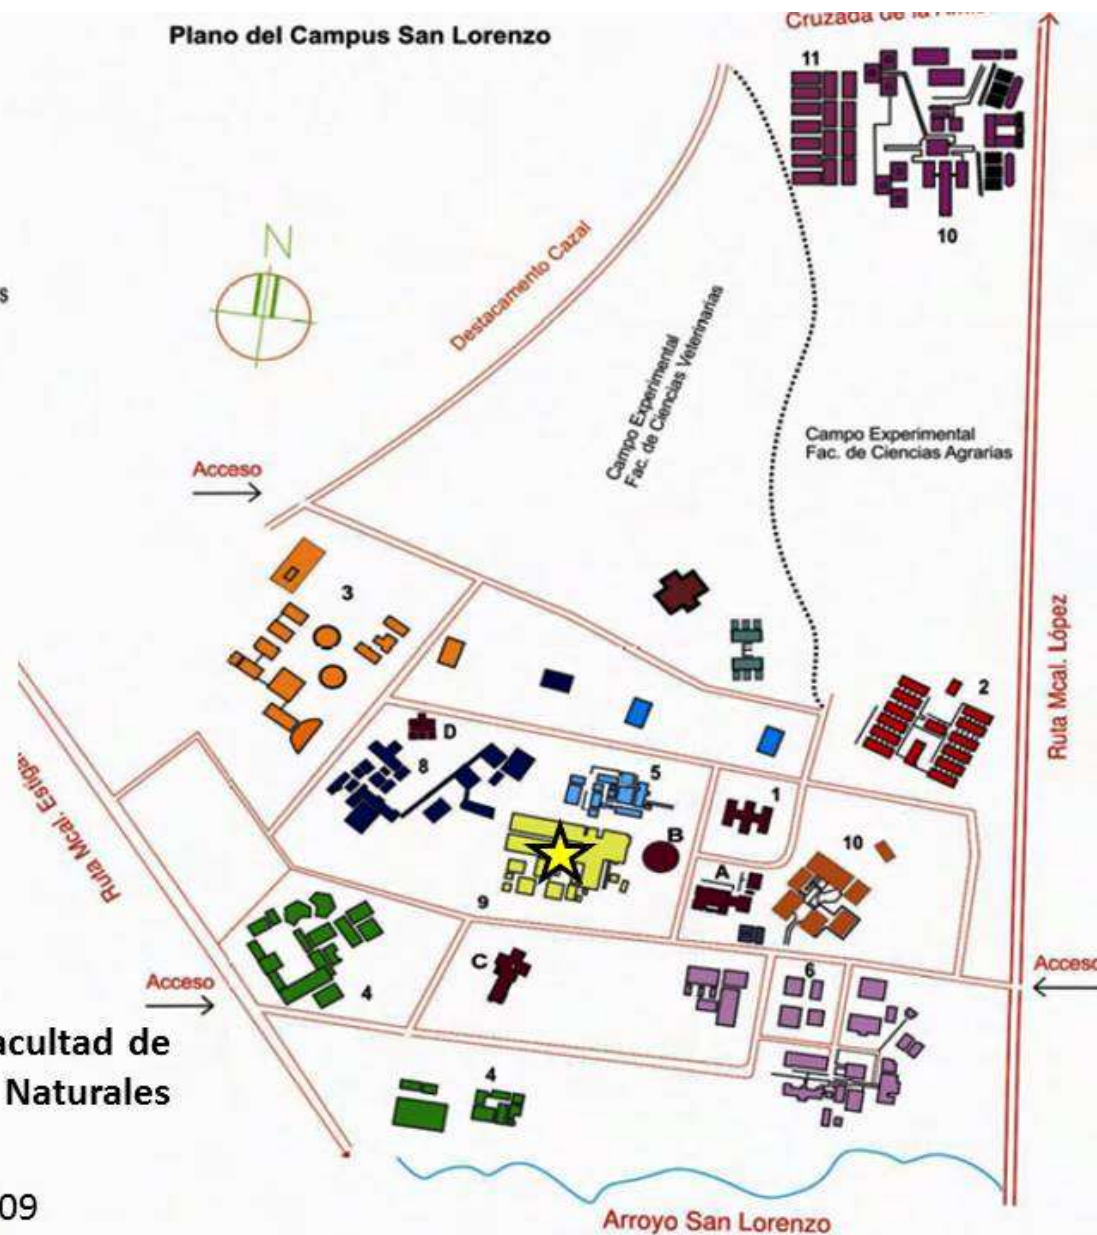 Cruzada de la
Plano del Campus San Lorenzo
11
N
10
s
Destacamento Cazal
Campo Experimental
Fac. de Ciencias Veterinarias
Campo Experimental
Fac. de Ciencias Agrarias
Acceso
3
E
2
Ruta Mcal. López
D
8
5
1
B
10
A
Ruta Mcal. Estigar
9
C
6
Acceso
Acceso
4
acultad de
Naturales
4
09
Arroyo San Lorenzo